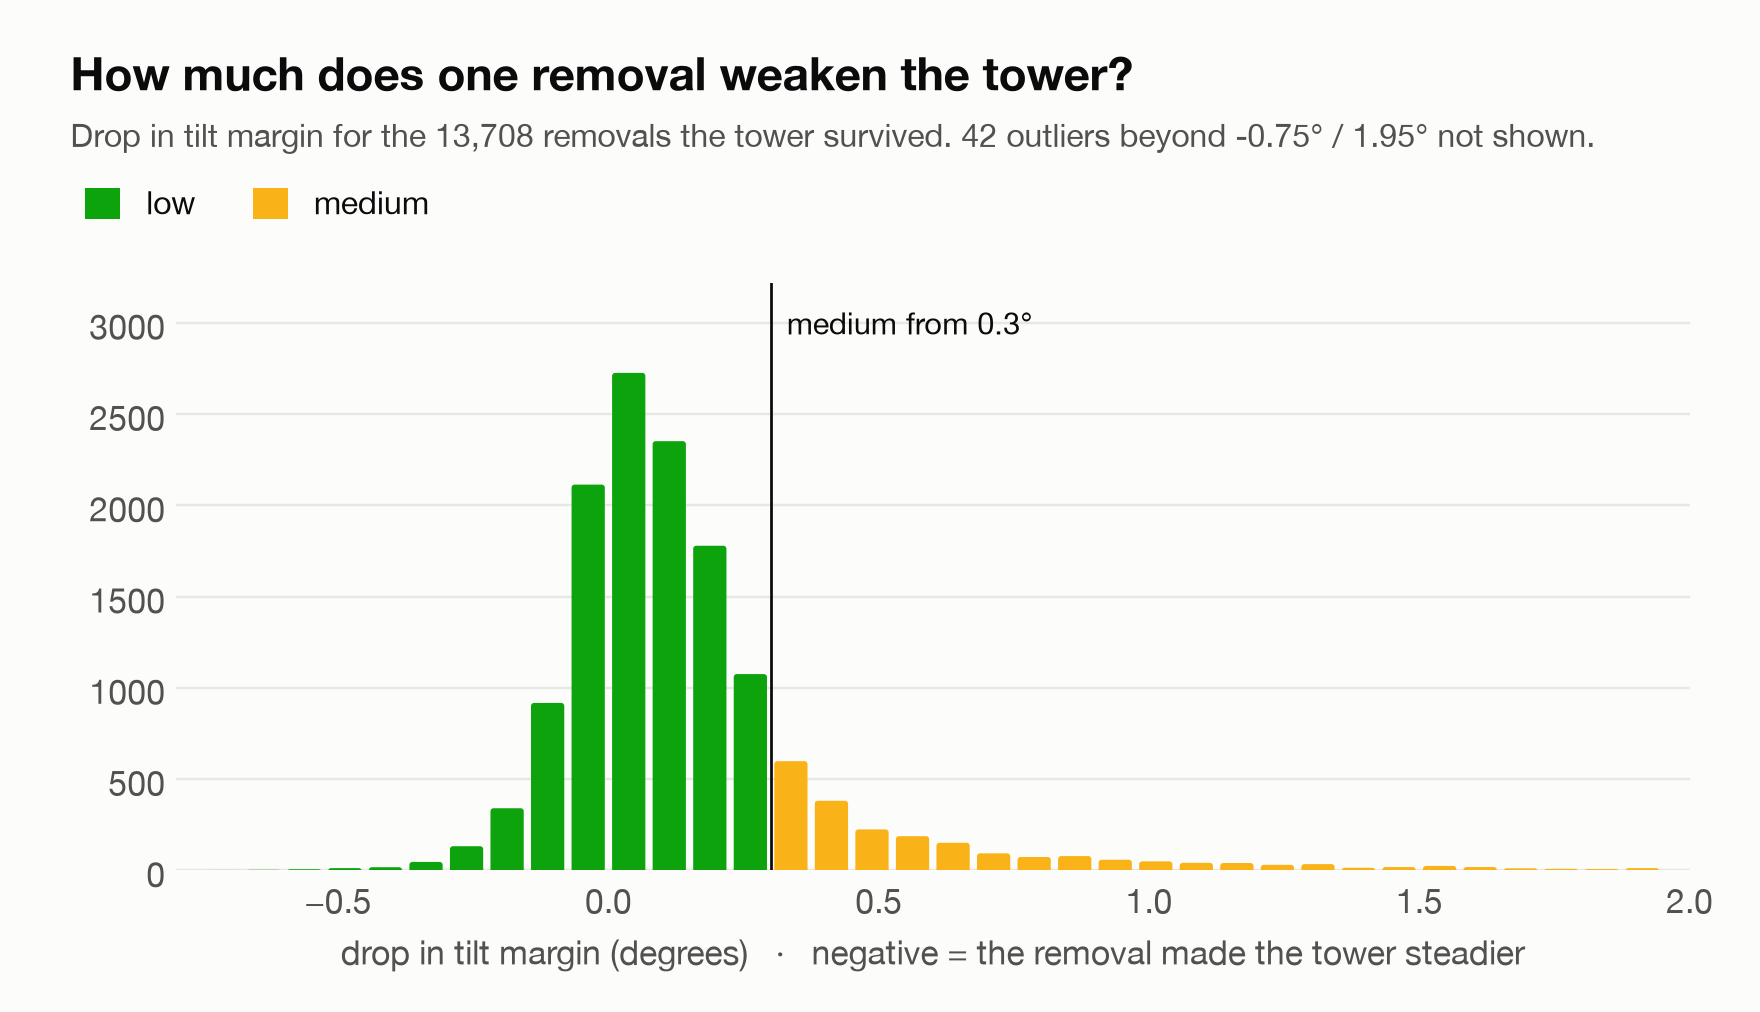 How much does one removal weaken the tower?
Drop in tilt margin for the 13,708 removals the tower survived. 42 outliers beyond -0.75° / 1.95° not shown.
low medium
medium from 0.3°
3000
2500
2000
1500
1000
500
0
−0.5 0.0 0.5 1.0 1.5 2.0
drop in tilt margin (degrees) · negative = the removal made the tower steadier